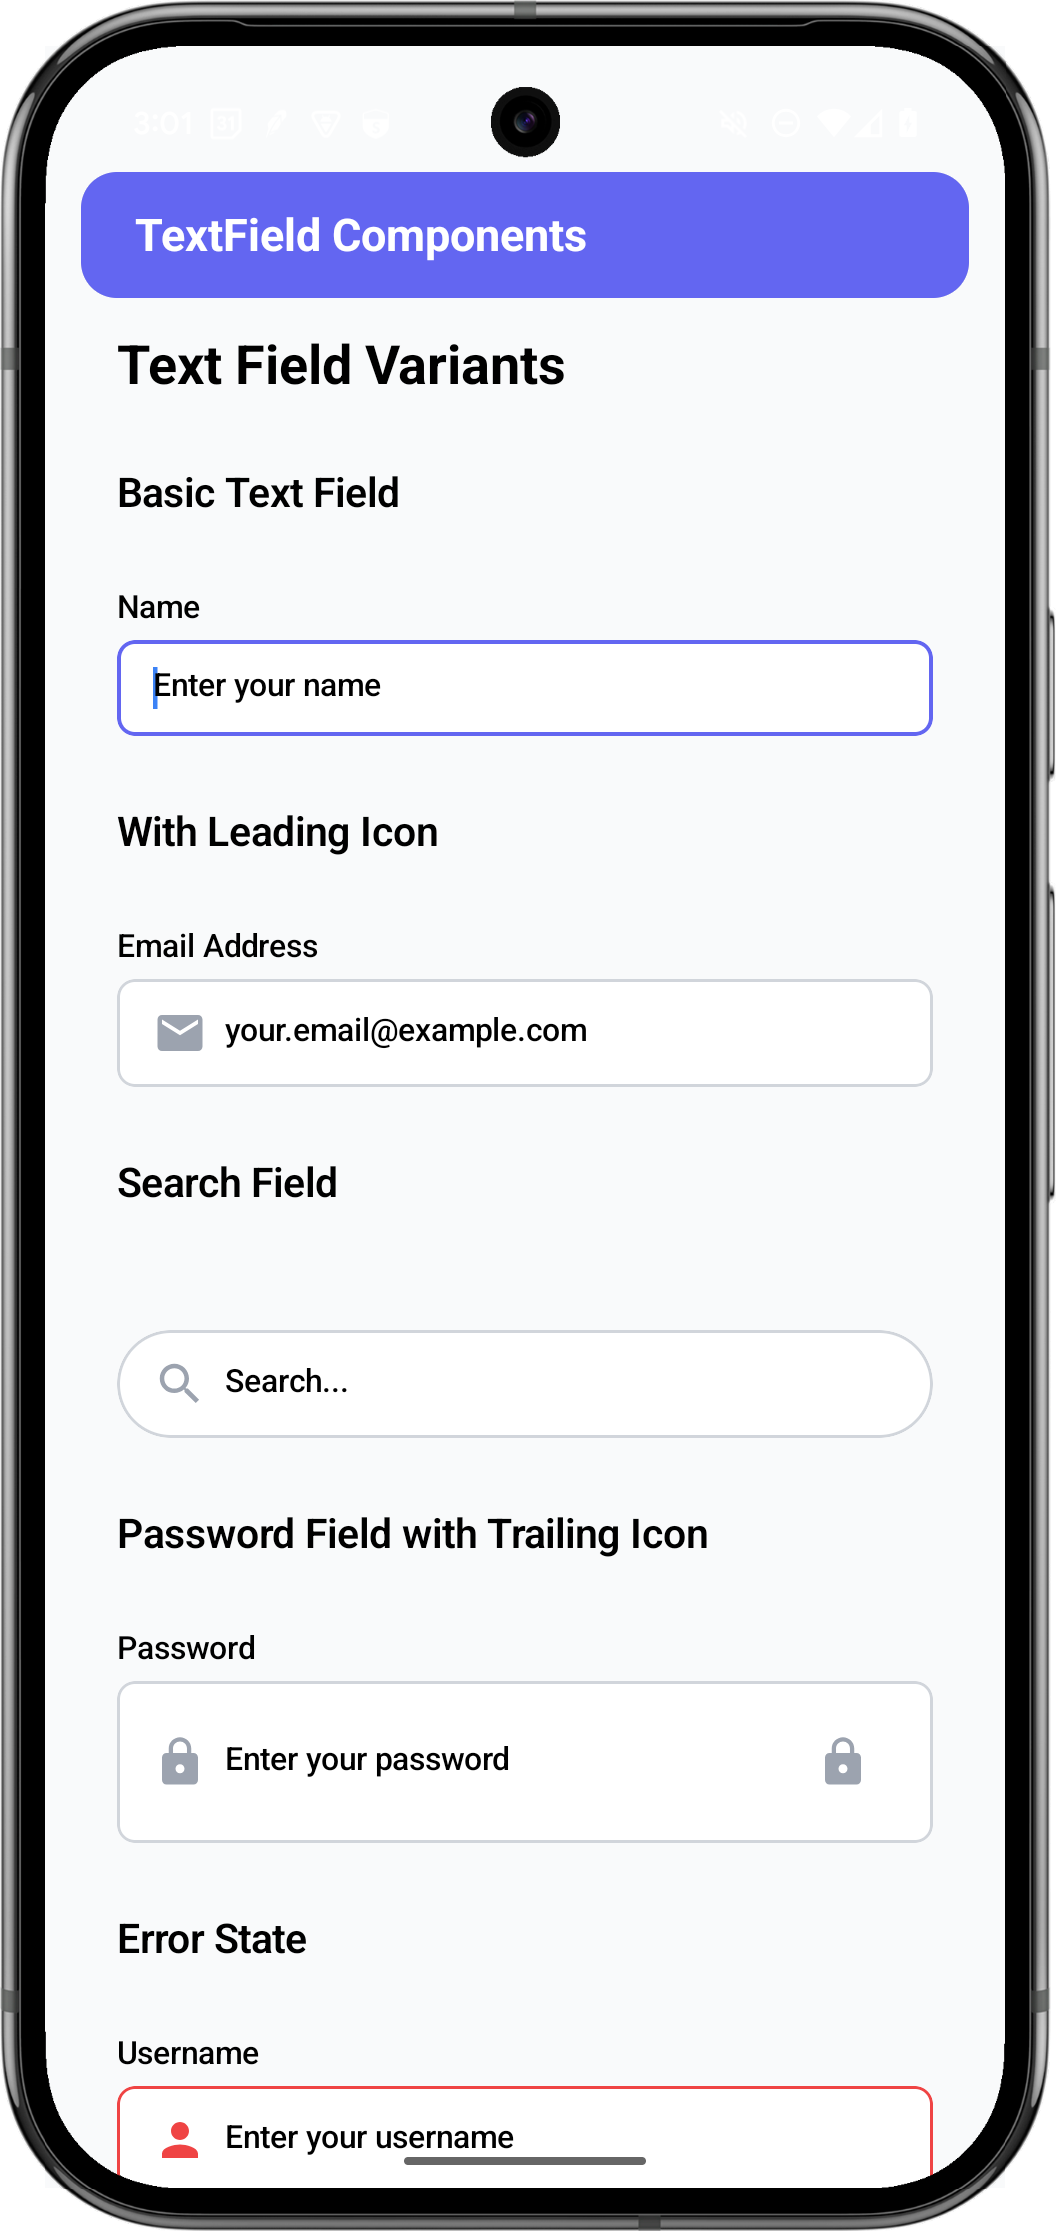 3:01 31
TextField Components
Text Field Variants
Basic Text Field
Name
Enter your name
With Leading Icon
Email Address
your.email@example.com
Search Field
Search...
Password Field with Trailing Icon
Password
Enter your password
Error State
Username
Enter your username